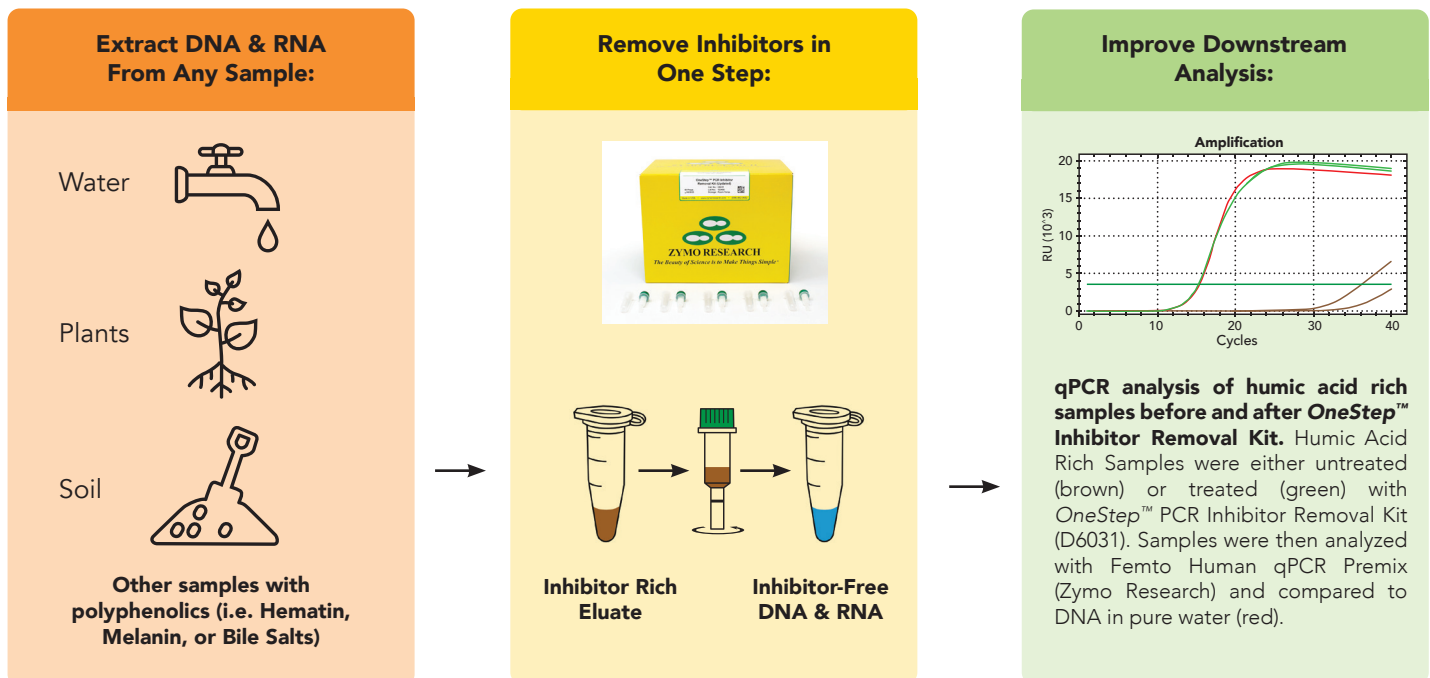 Extract DNA & RNA
From Any Sample:
Water
Plants
Soil
Other samples with
polyphenolics (i.e. Hematin,
Melanin, or Bile Salts)
Remove Inhibitors in
One Step:
OneStep™ PCR Inhibitor
Removal Kit
ZYMO RESEARCH
The Beauty of Science is to Make Things Simple
Inhibitor Rich
Eluate
Inhibitor-Free
DNA & RNA
Improve Downstream
Analysis:
Amplification
RU (10^3)
20
15
10
5
0
0 10 20 30 40
Cycles
qPCR analysis of humic acid rich
samples before and after OneStep™
Inhibitor Removal Kit. Humic Acid
Rich Samples were either untreated
(brown) or treated (green) with
OneStep™ PCR Inhibitor Removal Kit
(D6031). Samples were then analyzed
with Femto Human qPCR Premix
(Zymo Research) and compared to
DNA in pure water (red).